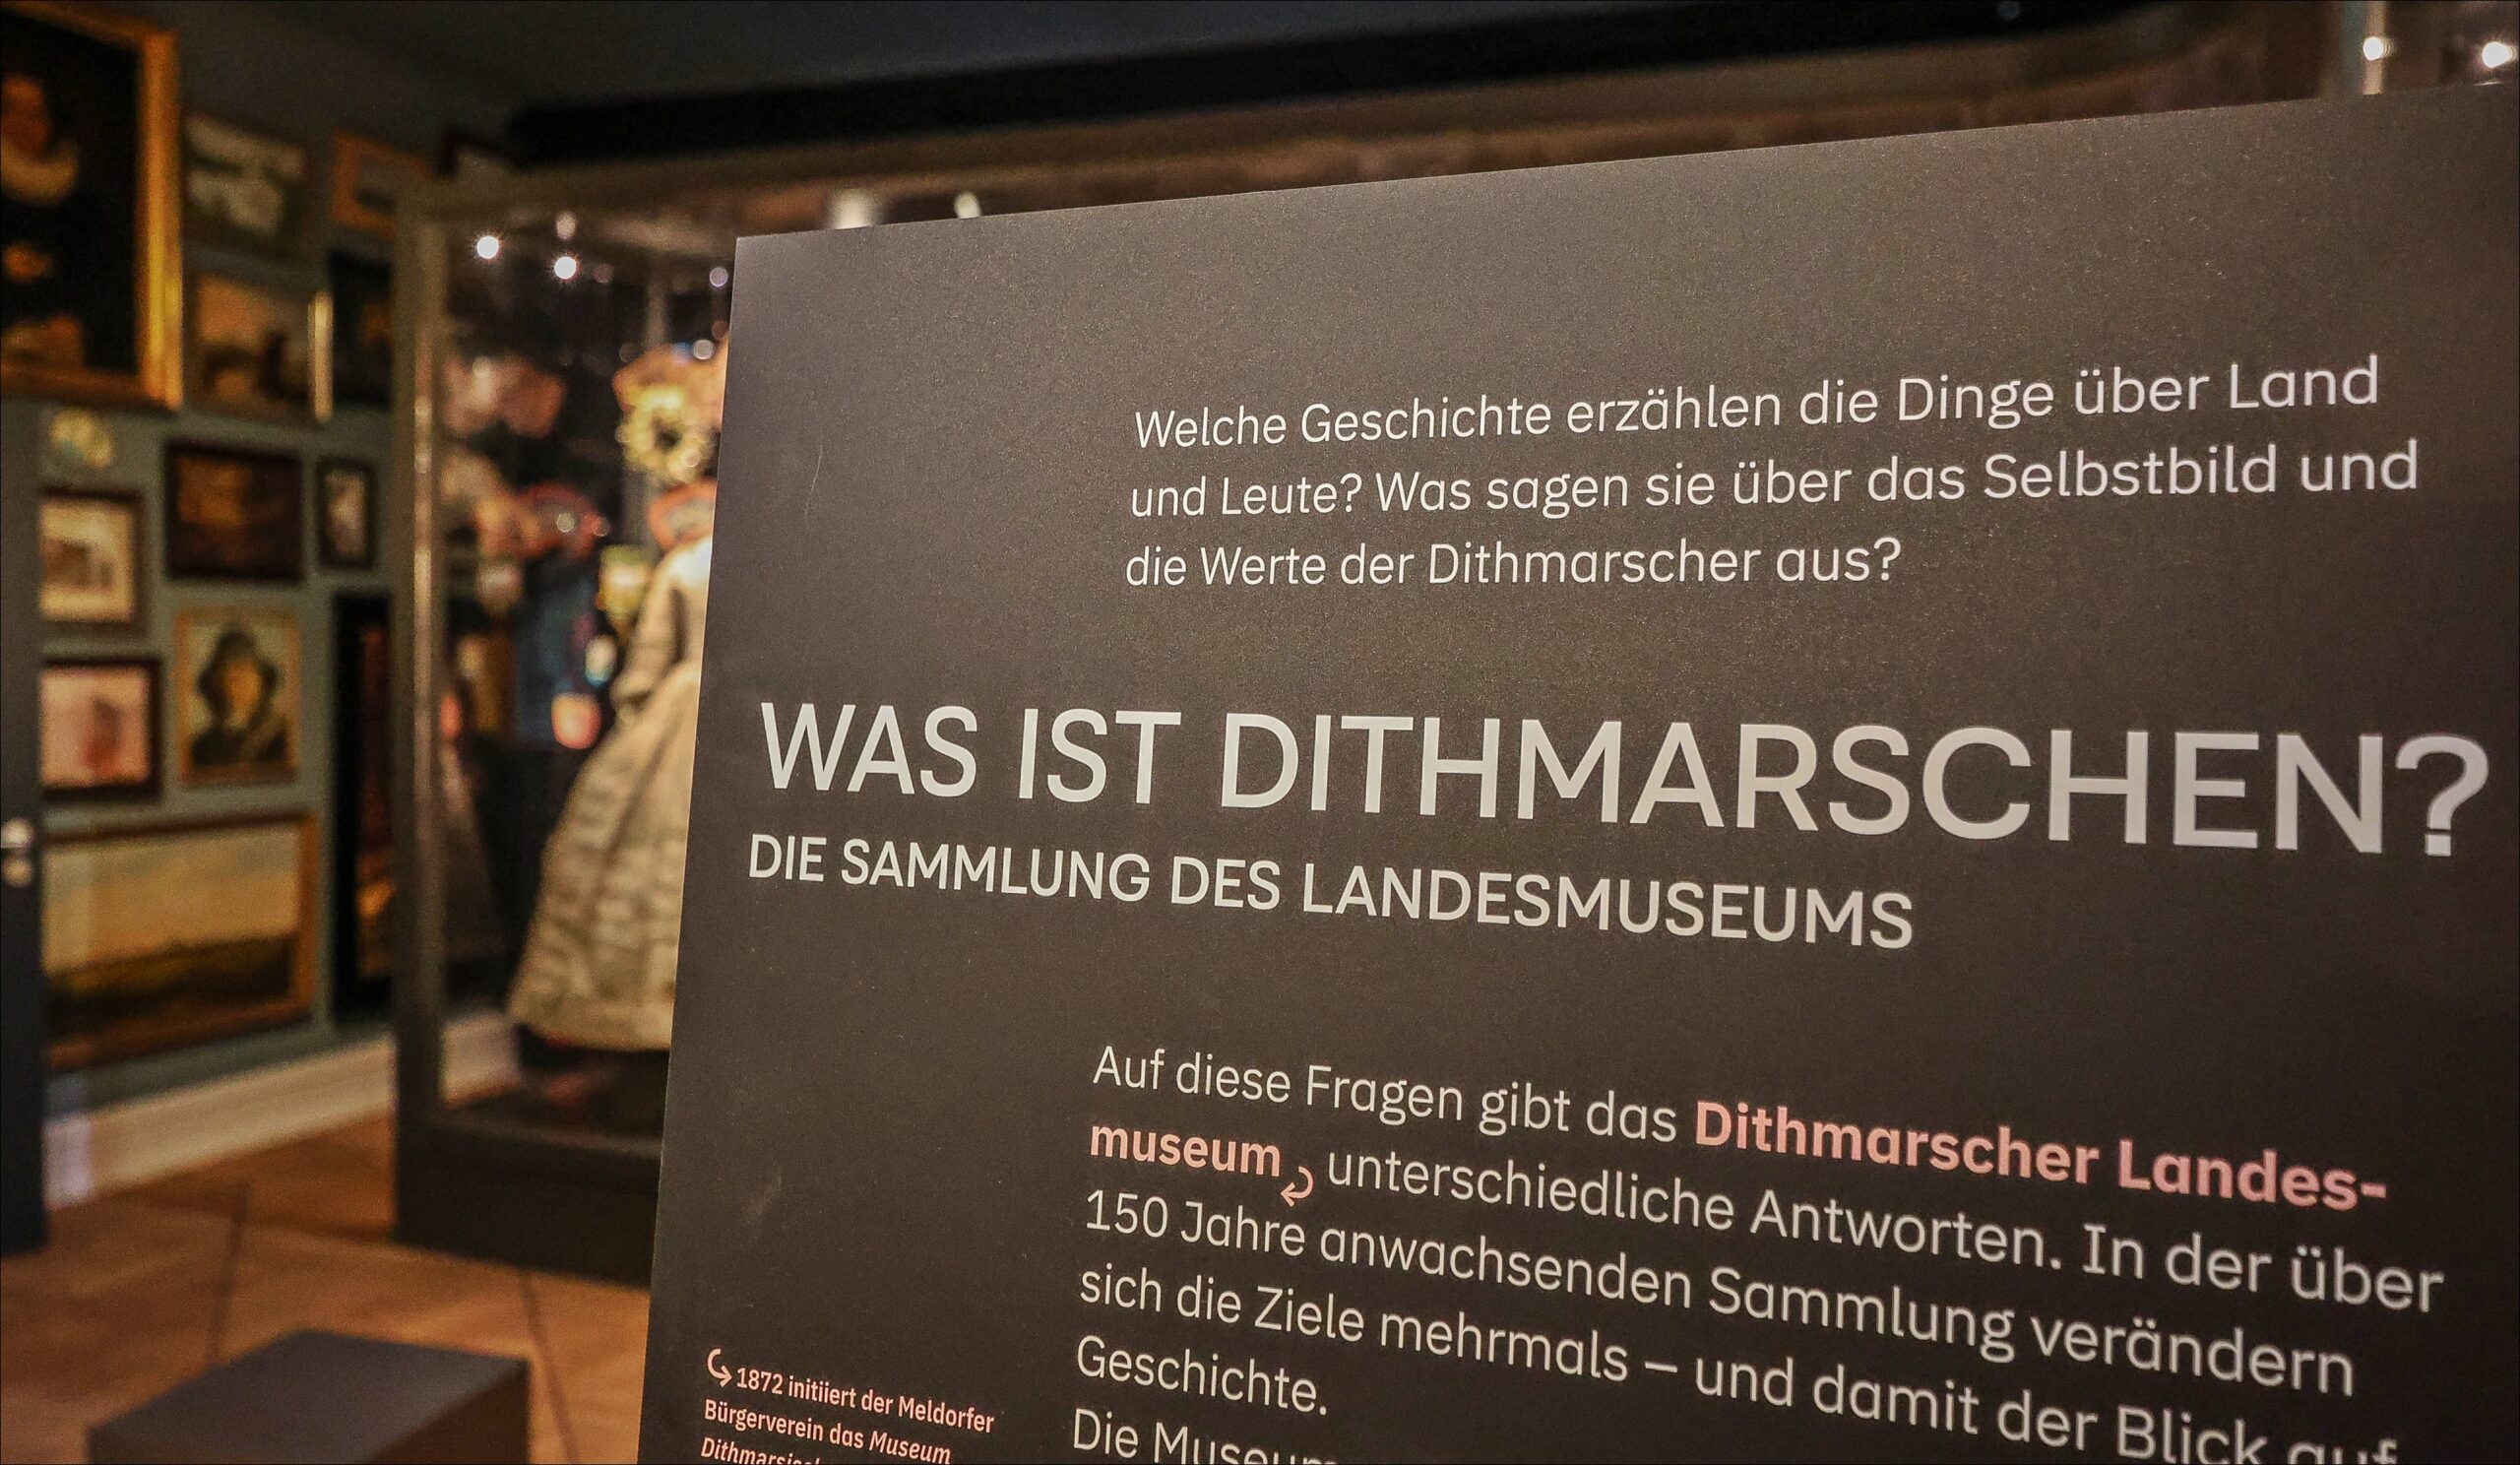 Welche Geschichte erzählen die Dinge über Land
und Leute? Was sagen sie über das Selbstbild und
die Werte der Dithmarscher aus?
WAS IST DITHMARSCHEN?
DIE SAMMLUNG DES LANDESMUSEUMS
Auf diese Fragen gibt das Dithmarscher Landes-
museum unterschiedliche Antworten. In der über
150 Jahre anwachsenden Sammlung verändern
sich die Ziele mehrmals – und damit der Blick auf
Geschichte.
Die
1872 initiiert der Meldorfer
Bürgerverein das Museum